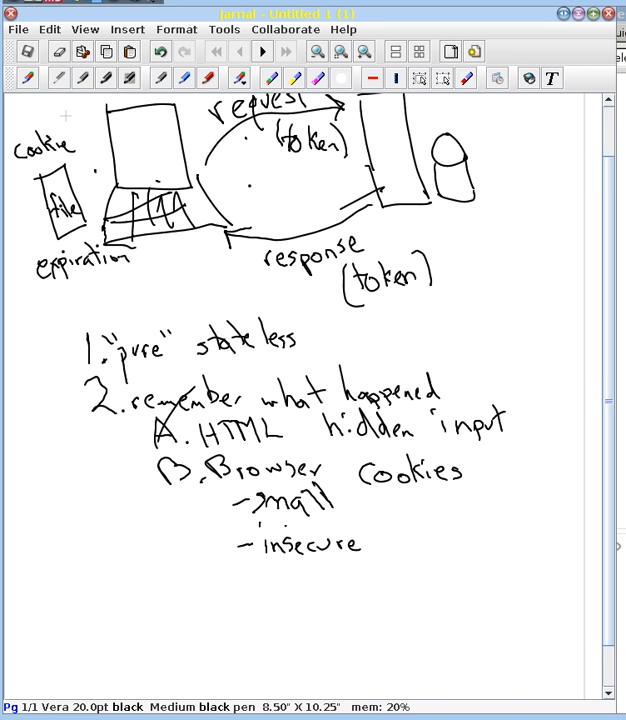 jarnal - Untitled 1 (1)
File Edit View Insert Format Tools Collaborate Help
T
request
(token)
cookie
file
expiration
response
(token)
1. "pure" stateless
2. remember what happened
A. HTML hidden input
B. Browser cookies
- small
- insecure
Pg 1/1 Vera 20.0pt black Medium black pen 8.50" X 10.25" mem: 20%